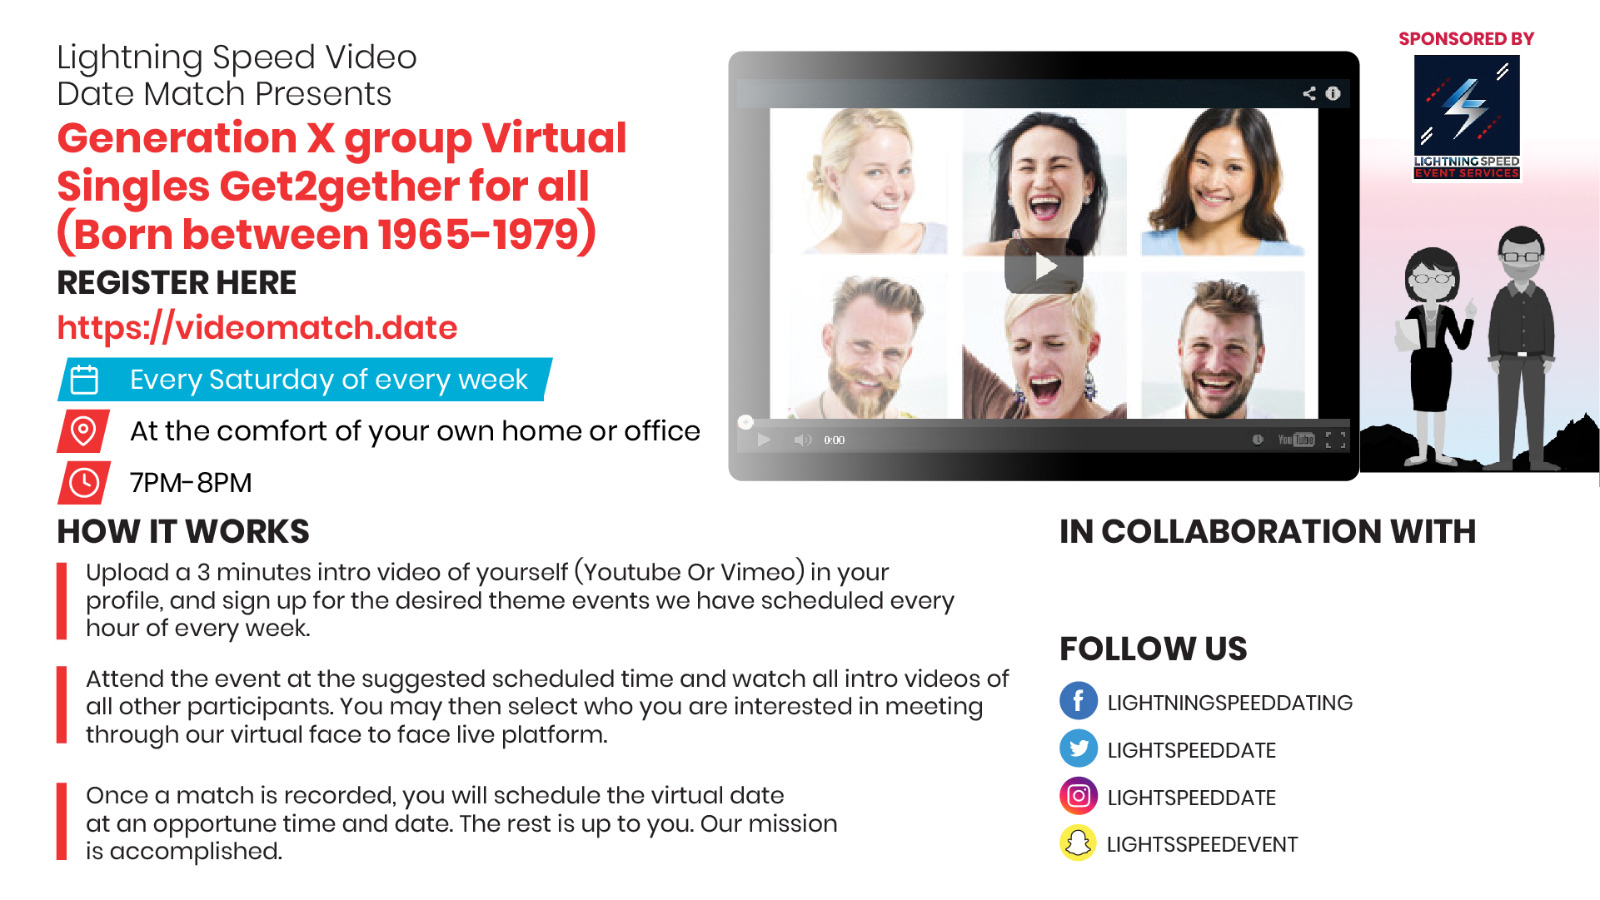 Lightning Speed Video
Date Match Presents
Generation X group Virtual
Singles Get2gether for all
(Born between 1965-1979)
REGISTER HERE
https://videomatch.date
Every Saturday of every week
At the comfort of your own home or office
7PM-8PM
0:00
YouTube
SPONSORED BY
LIGHTNING SPEED
EVENT SERVICES
HOW IT WORKS
Upload a 3 minutes intro video of yourself (Youtube Or Vimeo) in your
profile, and sign up for the desired theme events we have scheduled every
hour of every week.
Attend the event at the suggested scheduled time and watch all intro videos of
all other participants. You may then select who you are interested in meeting
through our virtual face to face live platform.
Once a match is recorded, you will schedule the virtual date
at an opportune time and date. The rest is up to you. Our mission
is accomplished.
IN COLLABORATION WITH
FOLLOW US
LIGHTNINGSPEEDDATING
LIGHTSPEEDDATE
LIGHTSPEEDDATE
LIGHTSSPEEDEVENT